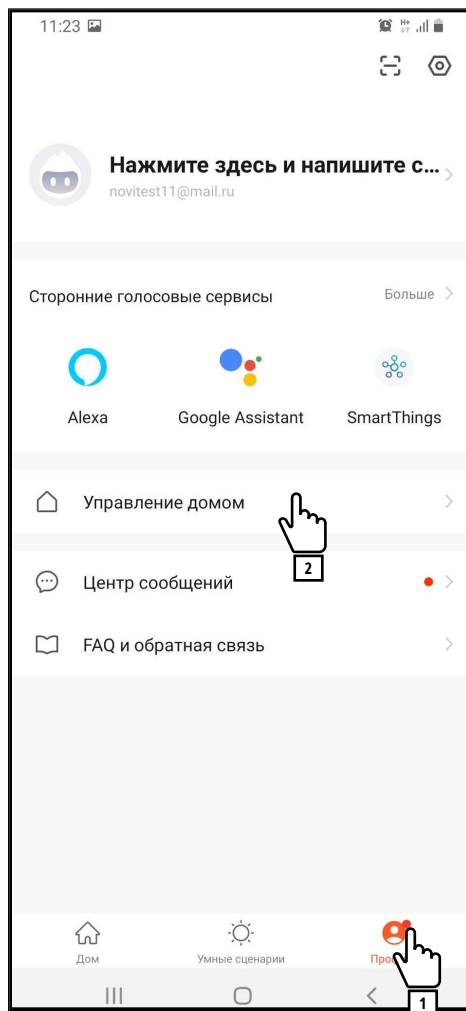 11:23
Нажмите здесь и напишите с...
novitest11@mail.ru
Сторонние голосовые сервисы
Больше
Alexa
Google Assistant
SmartThings
Управление домом
2
Центр сообщений
FAQ и обратная связь
Дом
Умные сценарии
1